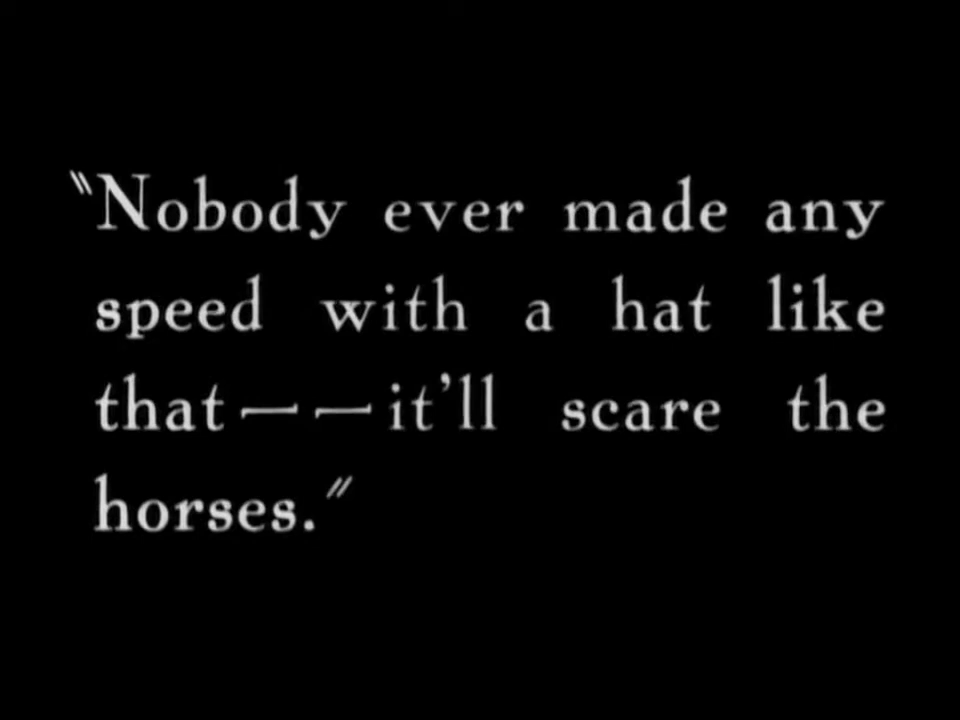 "Nobody ever made any
speed with a hat like
that——it'll scare the
horses."